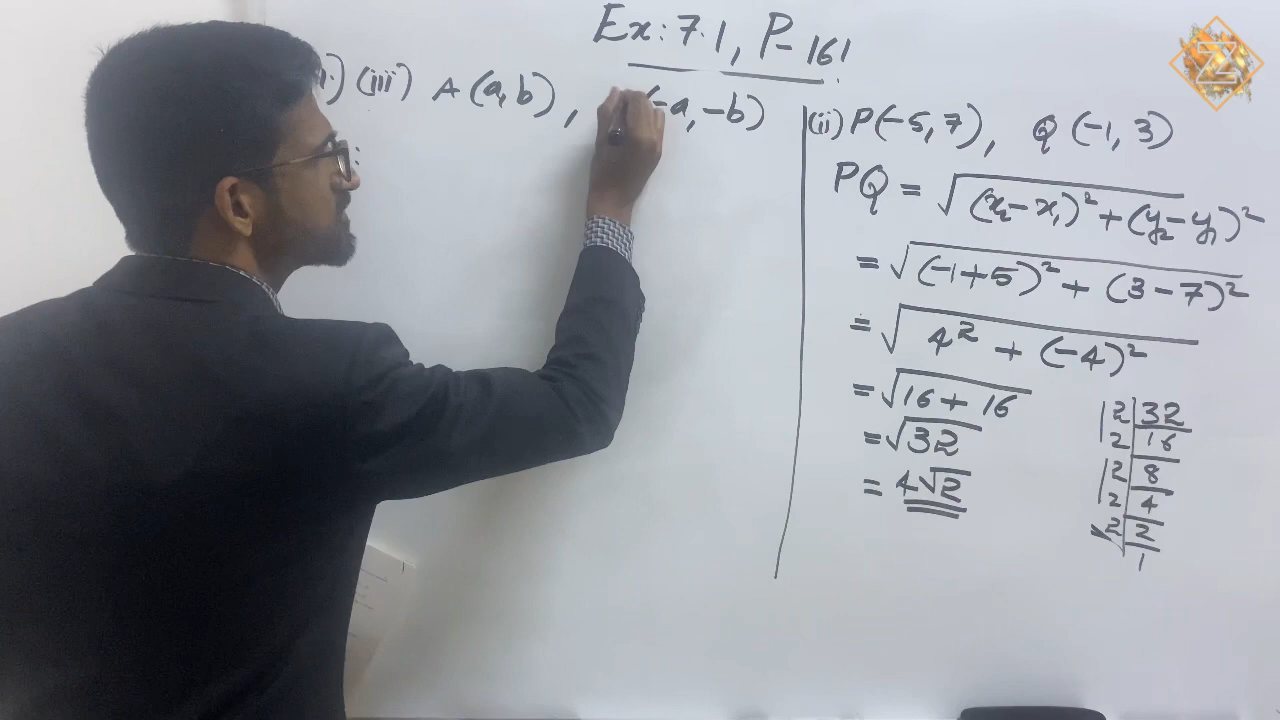 Ex: 7.1, P-161
(iii) A(a, b), (-a, -b)
:
(ii) P(-5, 7), Q(-1, 3)
PQ = √((x₂-x₁)² + (y₂-y₁)²)
= √((-1+5)² + (3-7)²)
= √(4² + (-4)²)
= √(16 + 16)
= √32
= 4√2
2 | 32
2 | 16
2 | 8
2 | 4
2 | 2
1
Z